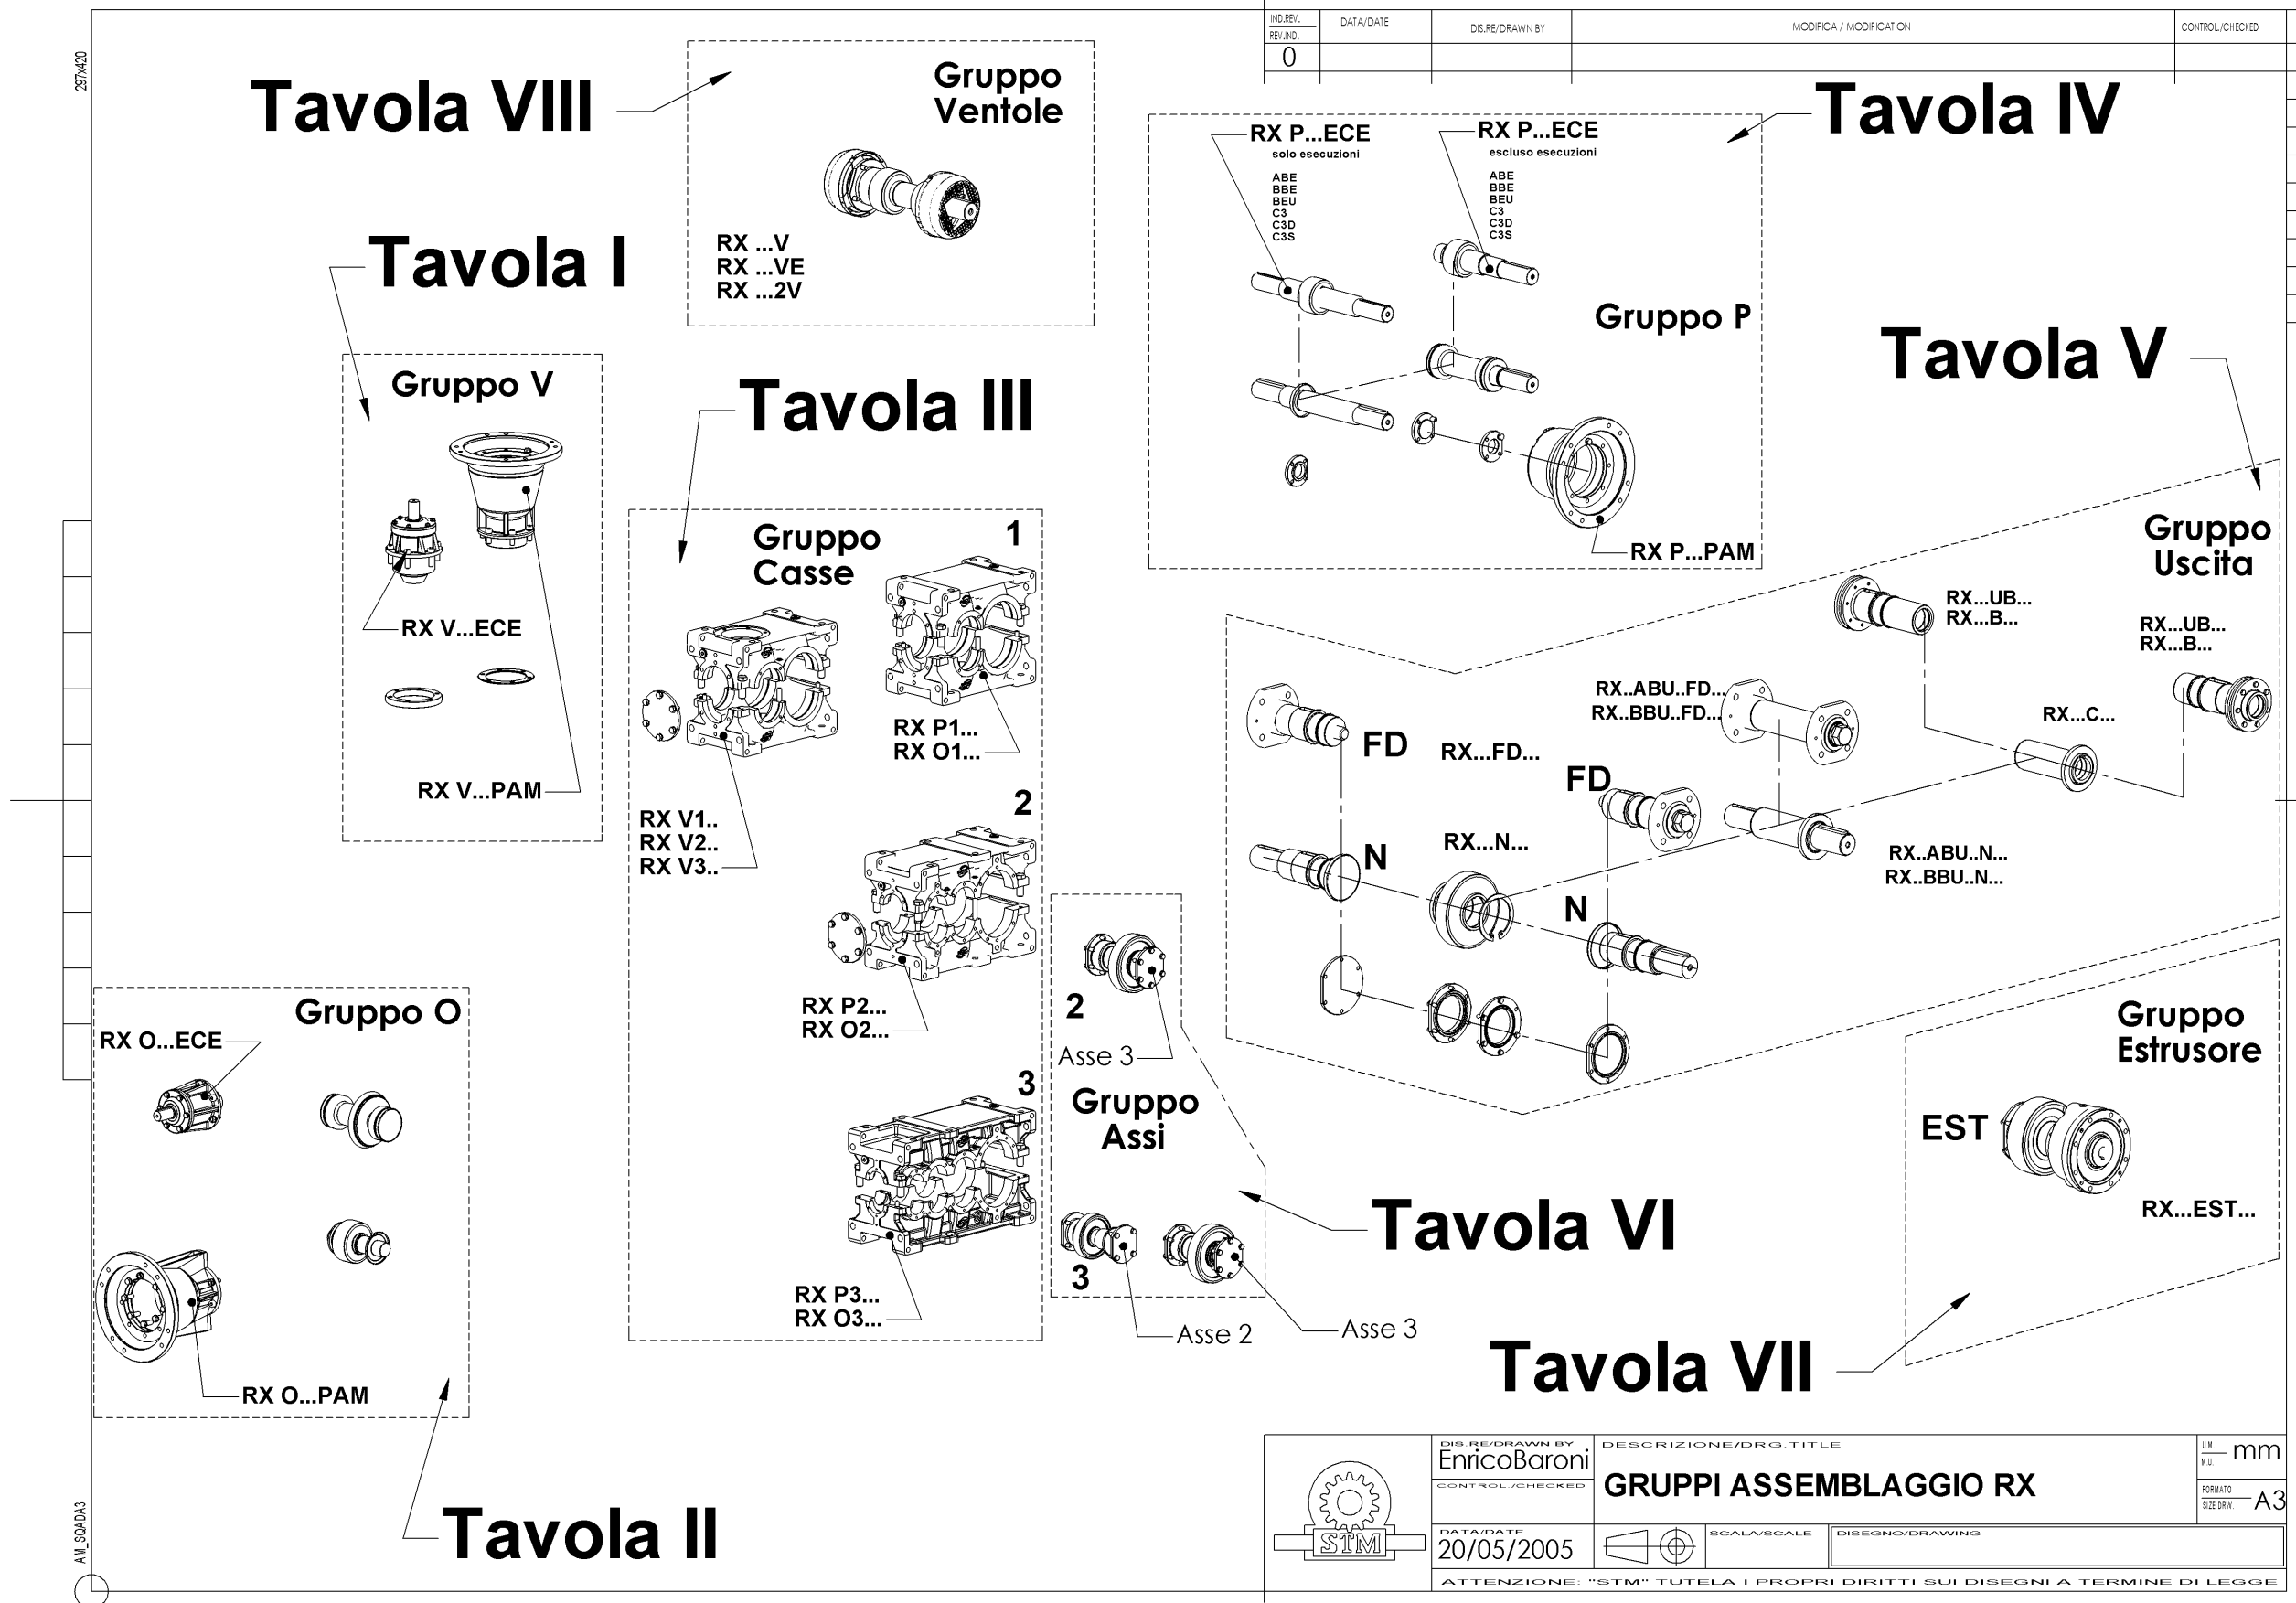 297x420
IND.REV.
REV.IND.
DATA/DATE
DIS.RE/DRAWN BY
MODIFICA / MODIFICATION
CONTROL./CHECKED
0
Tavola VIII
Gruppo
Ventole
RX ...V
RX ...VE
RX ...2V
Tavola IV
RX P...ECE
solo esecuzioni
ABE
BBE
BEU
C3
C3D
C3S
RX P...ECE
escluso esecuzioni
ABE
BBE
BEU
C3
C3D
C3S
Gruppo P
RX P...PAM
Tavola I
Gruppo V
RX V...ECE
RX V...PAM
Tavola III
Gruppo
Casse
1
RX P1...
RX O1...
RX V1..
RX V2..
RX V3..
2
RX P2...
RX O2...
3
RX P3...
RX O3...
Tavola V
Gruppo
Uscita
RX...UB...
RX...B...
RX...UB...
RX...B...
RX..ABU..FD...
RX..BBU..FD...
RX...C...
FD
RX...FD...
FD
N
RX...N...
N
RX..ABU..N...
RX..BBU..N...
2
Asse 3
Gruppo
Assi
3
Asse 2
Asse 3
Tavola VI
Gruppo
Estrusore
EST
RX...EST...
Tavola VII
Gruppo O
RX O...ECE
RX O...PAM
Tavola II
AM_SQADA3
STM
DIS.RE/DRAWN BY
EnricoBaroni
CONTROL./CHECKED
DATA/DATE
20/05/2005
DESCRIZIONE/DRG.TITLE
GRUPPI ASSEMBLAGGIO RX
U.M.
M.U.
mm
FORMATO
SIZE DRW.
A3
SCALA/SCALE
DISEGNO/DRAWING
ATTENZIONE: "STM" TUTELA I PROPRI DIRITTI SUI DISEGNI A TERMINE DI LEGGE